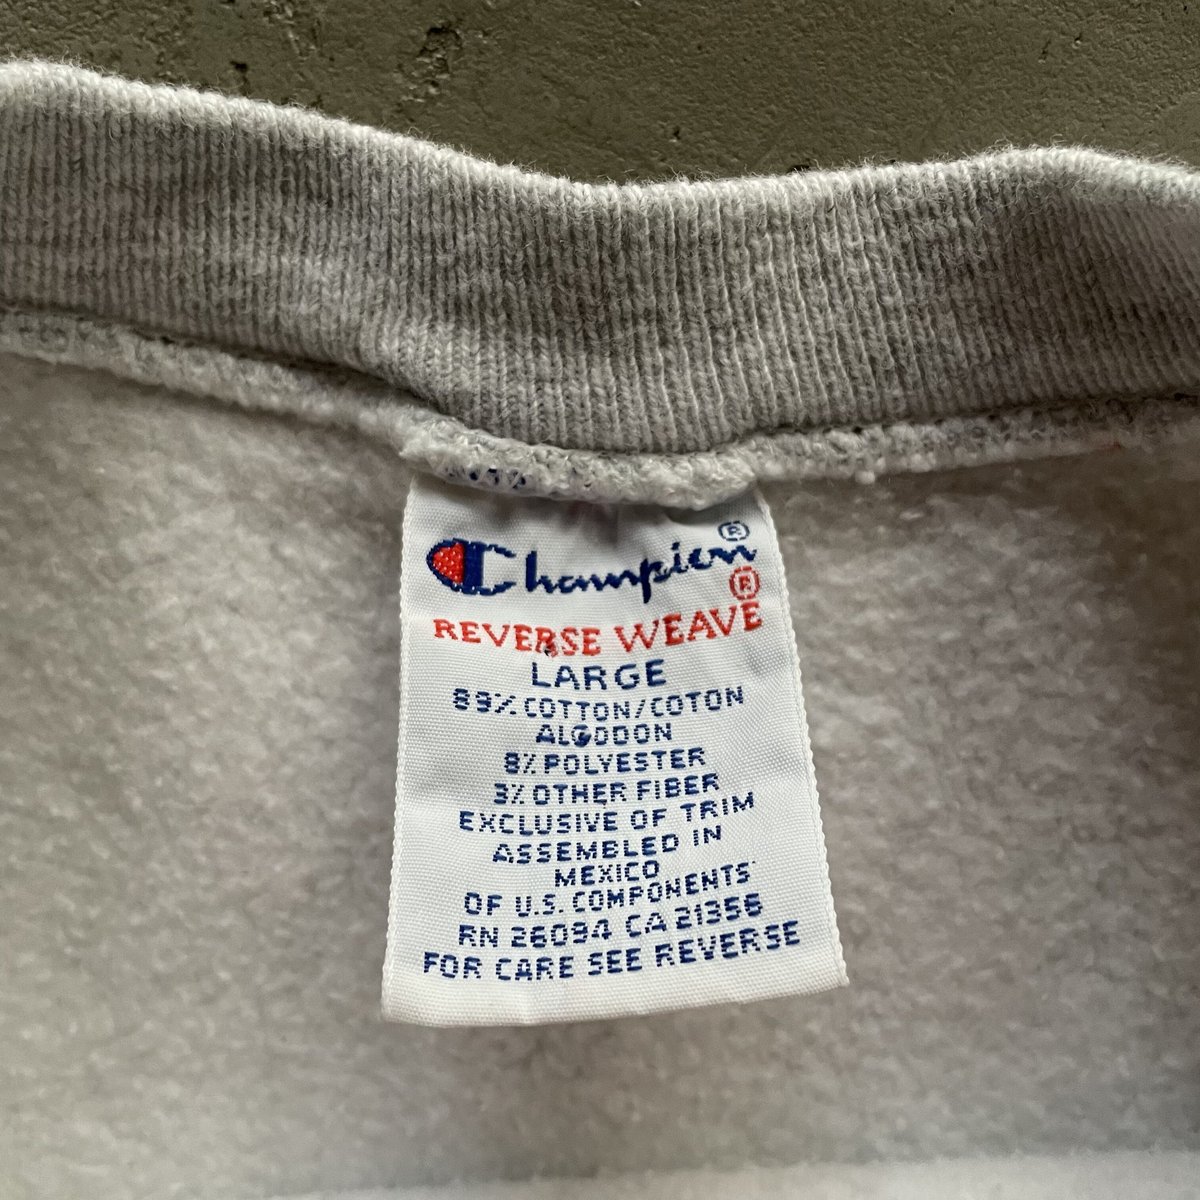 Champion®
REVERSE WEAVE®
LARGE
89% COTTON/COTON
ALGODON
8% POLYESTER
3% OTHER FIBER
EXCLUSIVE OF TRIM
ASSEMBLED IN
MEXICO
OF U.S. COMPONENTS
RN 26094 CA 21356
FOR CARE SEE REVERSE